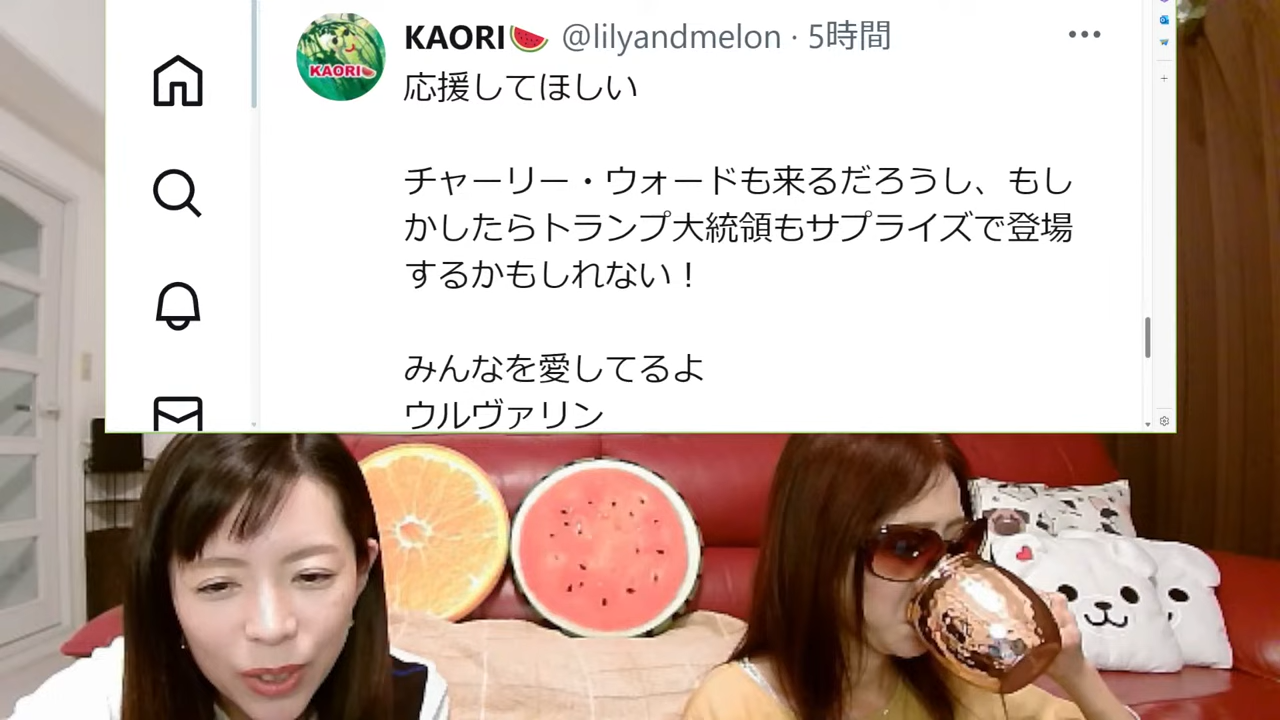 KAORI🍉 @lilyandmelon · 5時間
KAORI🍉
応援してほしい
チャーリー・ウォードも来るだろうし、もし
かしたらトランプ大統領もサプライズで登場
するかもしれない！
みんなを愛してるよ
ウルヴァリン